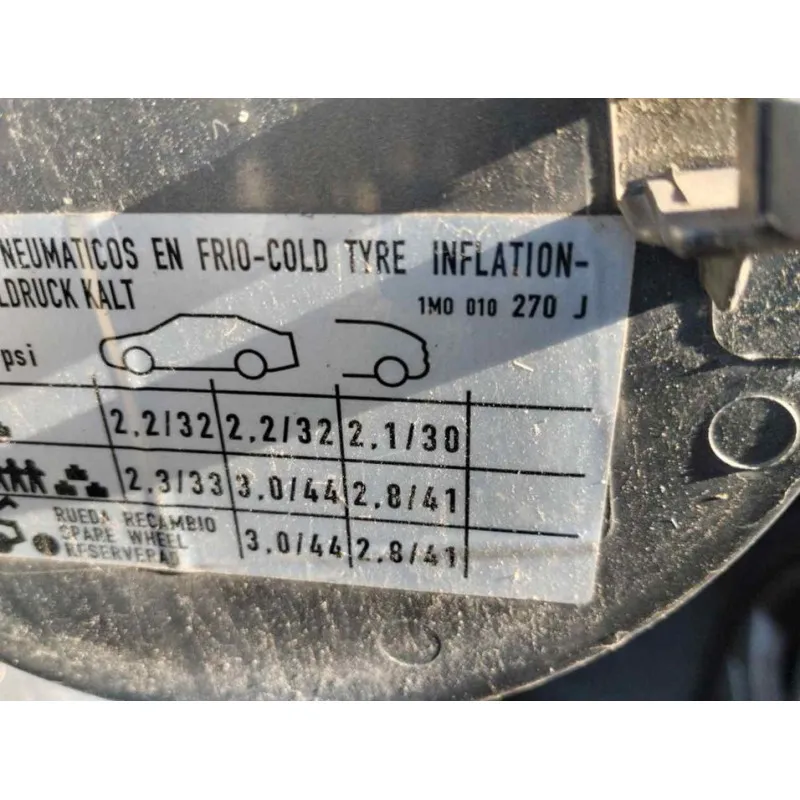 NEUMATICOS EN FRIO-COLD TYRE INFLATION-
LDRUCK KALT
1M0 010 270 J
psi
2.2/32 2.2/32 2.1/30
2.3/33 3.0/44 2.8/41
RUEDA RECAMBIO
SPARE WHEEL
RESERVERAD
3.0/44 2.8/41